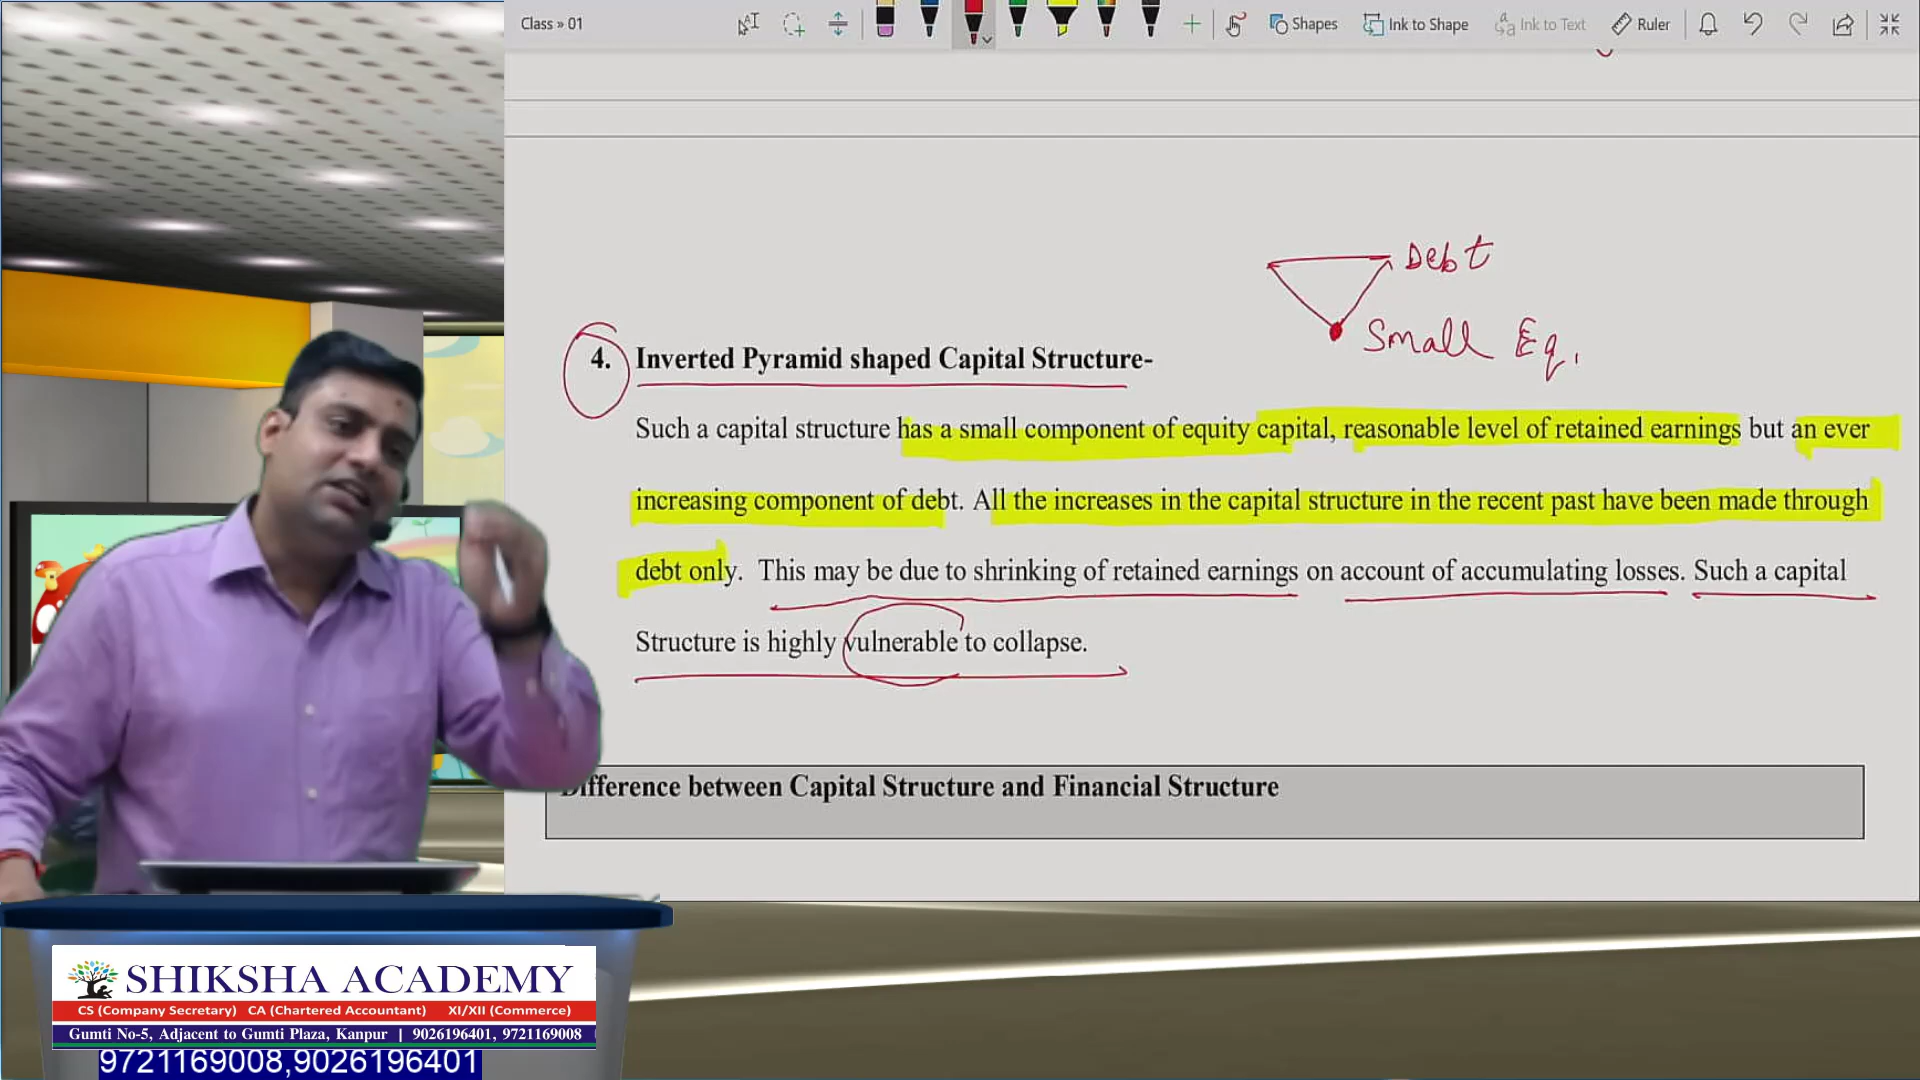 Class » 01
Shapes
Ink to Shape
Ink to Text
Ruler
Debt
Small Eq.
4. Inverted Pyramid shaped Capital Structure-
Such a capital structure has a small component of equity capital, reasonable level of retained earnings but an ever
increasing component of debt. All the increases in the capital structure in the recent past have been made through
debt only. This may be due to shrinking of retained earnings on account of accumulating losses. Such a capital
Structure is highly vulnerable to collapse.
Difference between Capital Structure and Financial Structure
SHIKSHA ACADEMY
CS (Company Secretary) CA (Chartered Accountant) XI/XII (Commerce)
Gumti No-5, Adjacent to Gumti Plaza, Kanpur | 9026196401, 9721169008
9721169008,9026196401